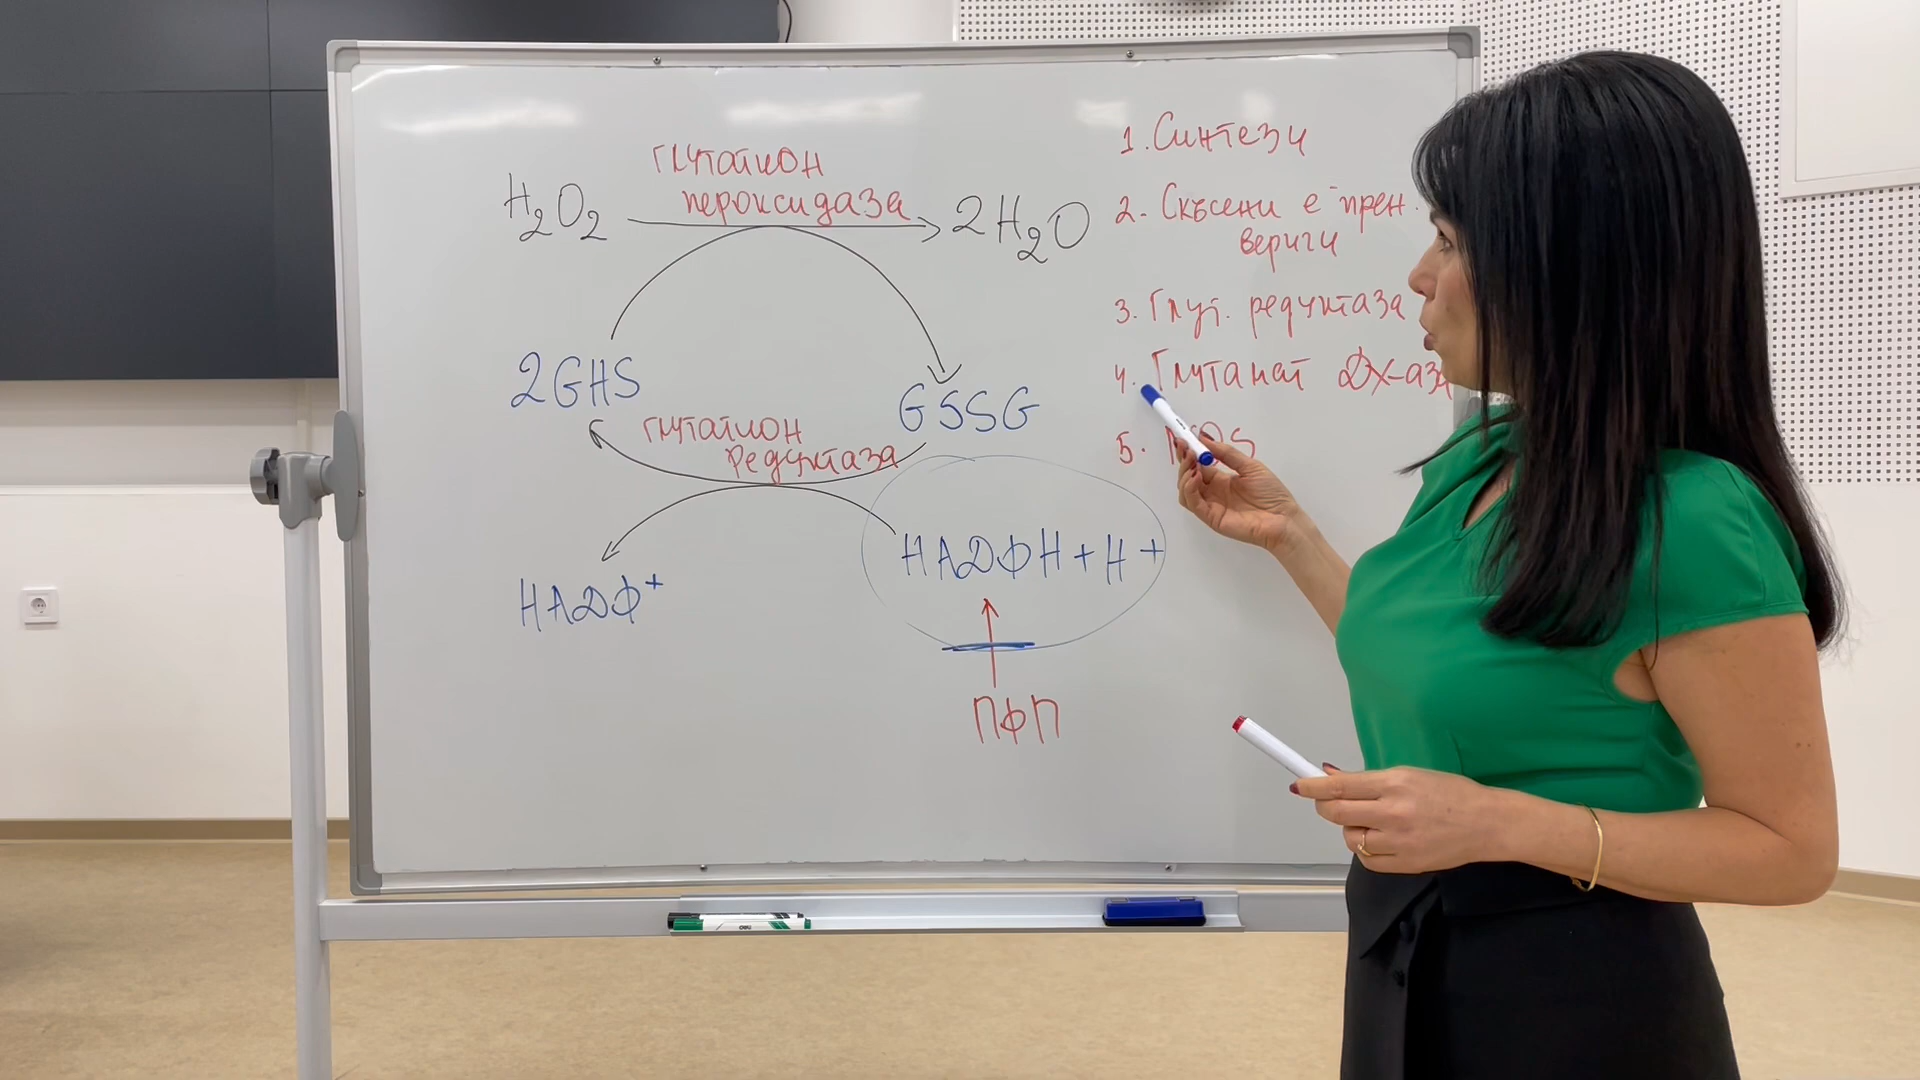 глутатион
пероксидаза
H2O2
2H2O
2GHS
GSSG
глутатион
редуктаза
НАДФН + Н+
НАДФ+
ПФП
1. Синтези
2. Скъсени е⁻ прен.
вериги
3. Глут. редуктаза
4. Глутамат ДХ-аза
5.